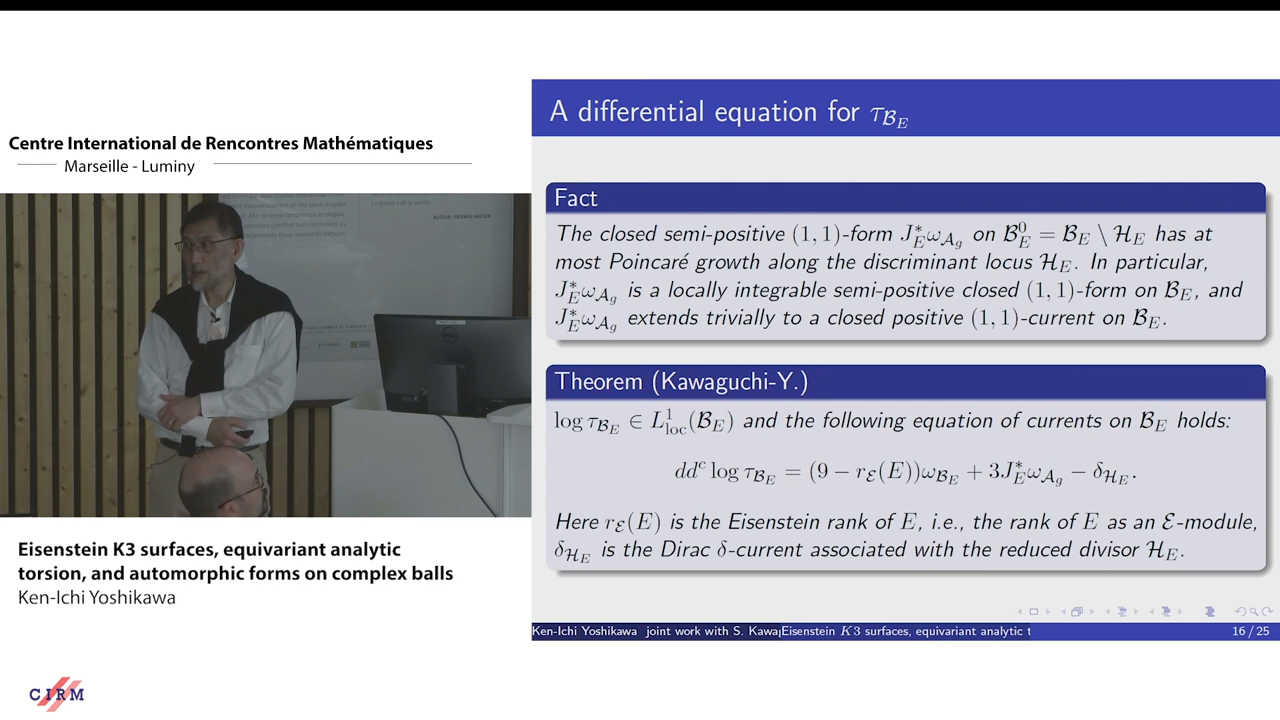 Centre International de Rencontres Mathématiques
Marseille - Luminy
AUTEUR : NORBERT HOLDER
Eisenstein K3 surfaces, equivariant analytic
torsion, and automorphic forms on complex balls
Ken-Ichi Yoshikawa
CIRM
A differential equation for τ_{𝓑_E}
Fact
The closed semi-positive (1, 1)-form J_E^*ω_{𝓐_g} on 𝓑_E^0 = 𝓑_E \ 𝓗_E has at
most Poincaré growth along the discriminant locus 𝓗_E. In particular,
J_E^*ω_{𝓐_g} is a locally integrable semi-positive closed (1, 1)-form on 𝓑_E, and
J_E^*ω_{𝓐_g} extends trivially to a closed positive (1, 1)-current on 𝓑_E.
Theorem (Kawaguchi-Y.)
log τ_{𝓑_E} ∈ L^1_{loc}(𝓑_E) and the following equation of currents on 𝓑_E holds:
dd^c log τ_{𝓑_E} = (9 − r_𝓔(E))ω_{𝓑_E} + 3J_E^*ω_{𝓐_g} − δ_{𝓗_E}.
Here r_𝓔(E) is the Eisenstein rank of E, i.e., the rank of E as an 𝓔-module,
δ_{𝓗_E} is the Dirac δ-current associated with the reduced divisor 𝓗_E.
Ken-Ichi Yoshikawa joint work with S. Kawag Eisenstein K3 surfaces, equivariant analytic t
16 / 25